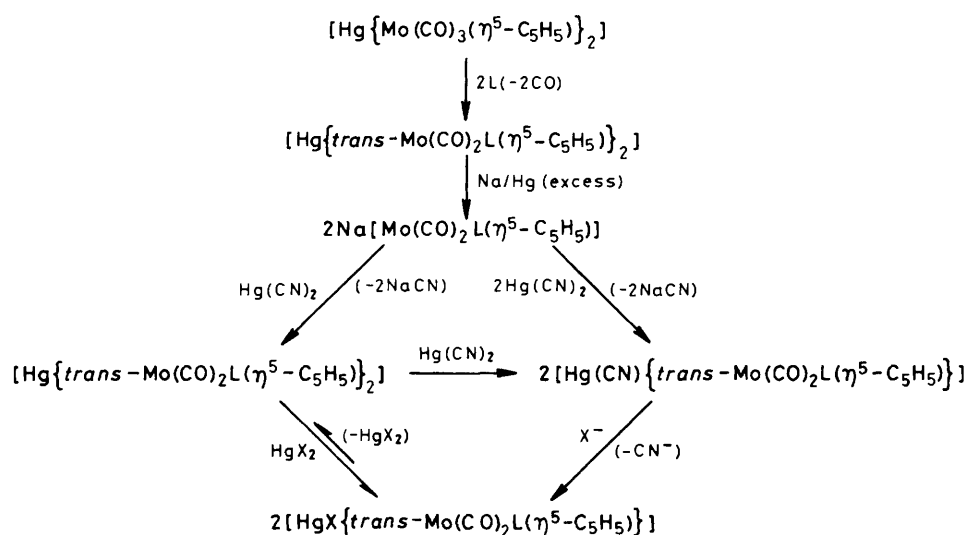 [Hg{Mo(CO)₃(η⁵-C₅H₅)}₂]
2L(-2CO)
[Hg{trans-Mo(CO)₂L(η⁵-C₅H₅)}₂]
Na/Hg (excess)
2Na[Mo(CO)₂L(η⁵-C₅H₅)]
Hg(CN)₂ (-2NaCN) 2Hg(CN)₂ (-2NaCN)
[Hg{trans-Mo(CO)₂L(η⁵-C₅H₅)}₂] Hg(CN)₂ 2[Hg(CN){trans-Mo(CO)₂L(η⁵-C₅H₅)}]
HgX₂ (-HgX₂) X⁻ (-CN⁻)
2[HgX{trans-Mo(CO)₂L(η⁵-C₅H₅)}]